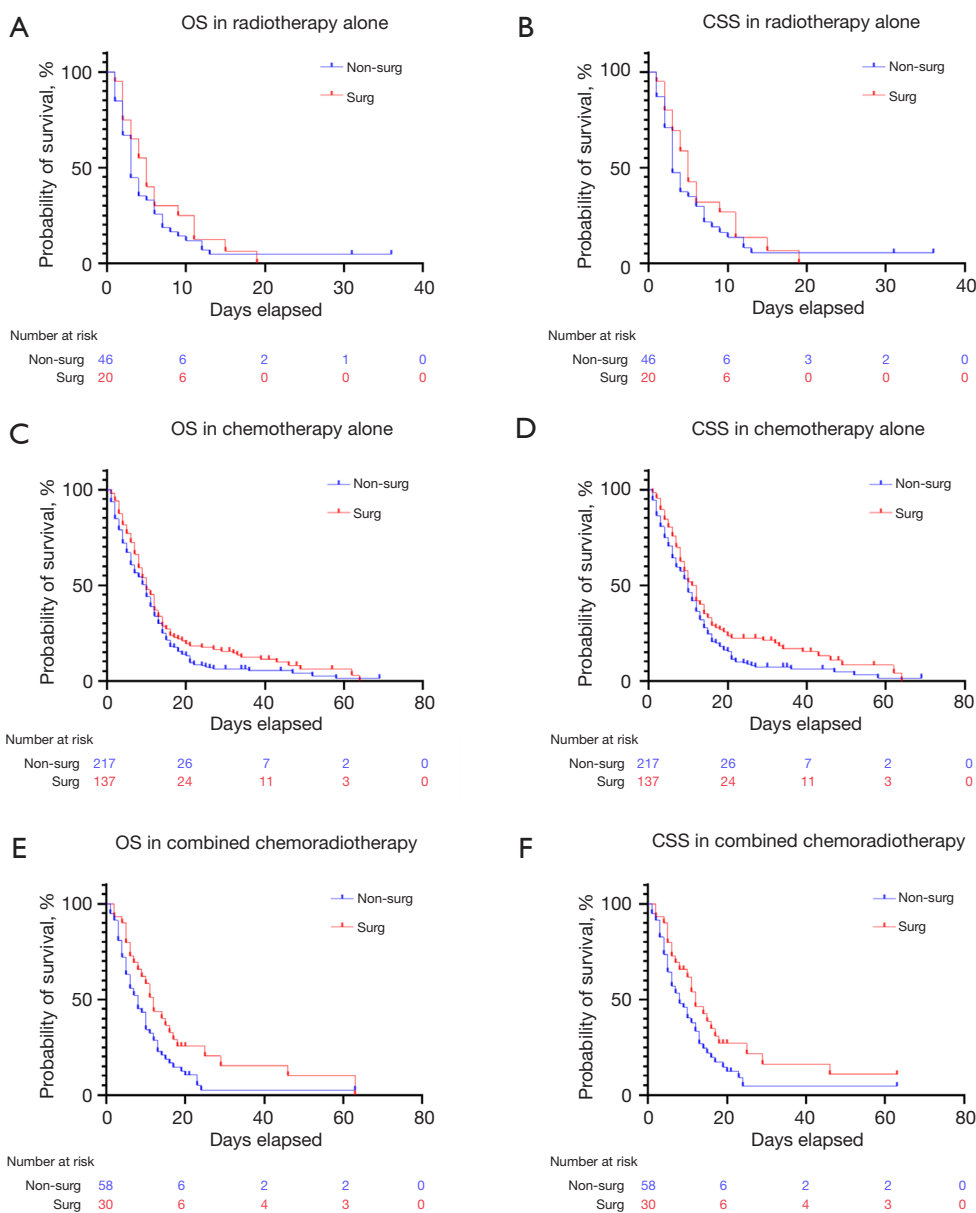 A
OS in radiotherapy alone
Probability of survival, %
100
50
0
Non-surg
Surg
0 10 20 30 40
Days elapsed
Number at risk
Non-surg 46 6 2 1 0
Surg 20 6 0 0 0
B
CSS in radiotherapy alone
Probability of survival, %
100
50
0
Non-surg
Surg
0 10 20 30 40
Days elapsed
Number at risk
Non-surg 46 6 3 2 0
Surg 20 6 0 0 0
C
OS in chemotherapy alone
Probability of survival, %
100
50
0
Non-surg
Surg
0 20 40 60 80
Days elapsed
Number at risk
Non-surg 217 26 7 2 0
Surg 137 24 11 3 0
D
CSS in chemotherapy alone
Probability of survival, %
100
50
0
Non-surg
Surg
0 20 40 60 80
Days elapsed
Number at risk
Non-surg 217 26 7 2 0
Surg 137 24 11 3 0
E
OS in combined chemoradiotherapy
Probability of survival, %
100
50
0
Non-surg
Surg
0 20 40 60 80
Days elapsed
Number at risk
Non-surg 58 6 2 2 0
Surg 30 6 4 3 0
F
CSS in combined chemoradiotherapy
Probability of survival, %
100
50
0
Non-surg
Surg
0 20 40 60 80
Days elapsed
Number at risk
Non-surg 58 6 2 2 0
Surg 30 6 4 3 0